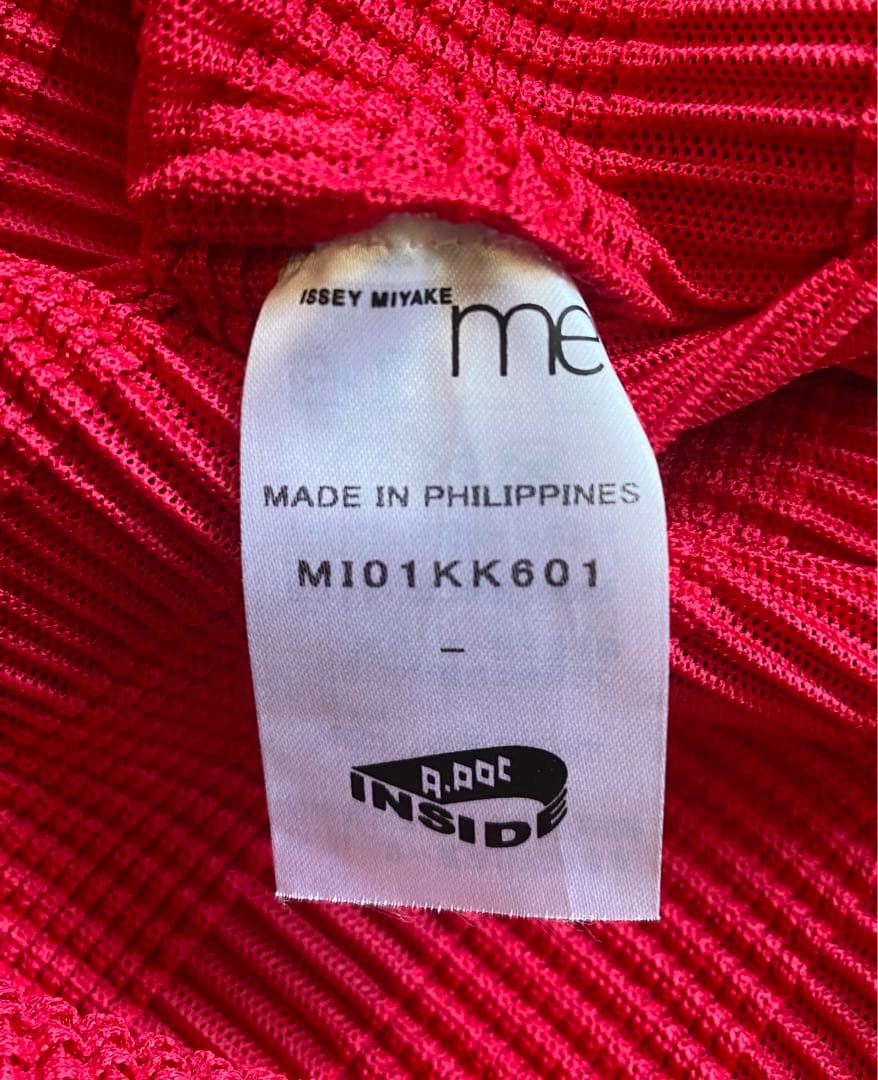 ISSEY MIYAKE
me
MADE IN PHILIPPINES
MI01KK601
–
A.POC
INSIDE